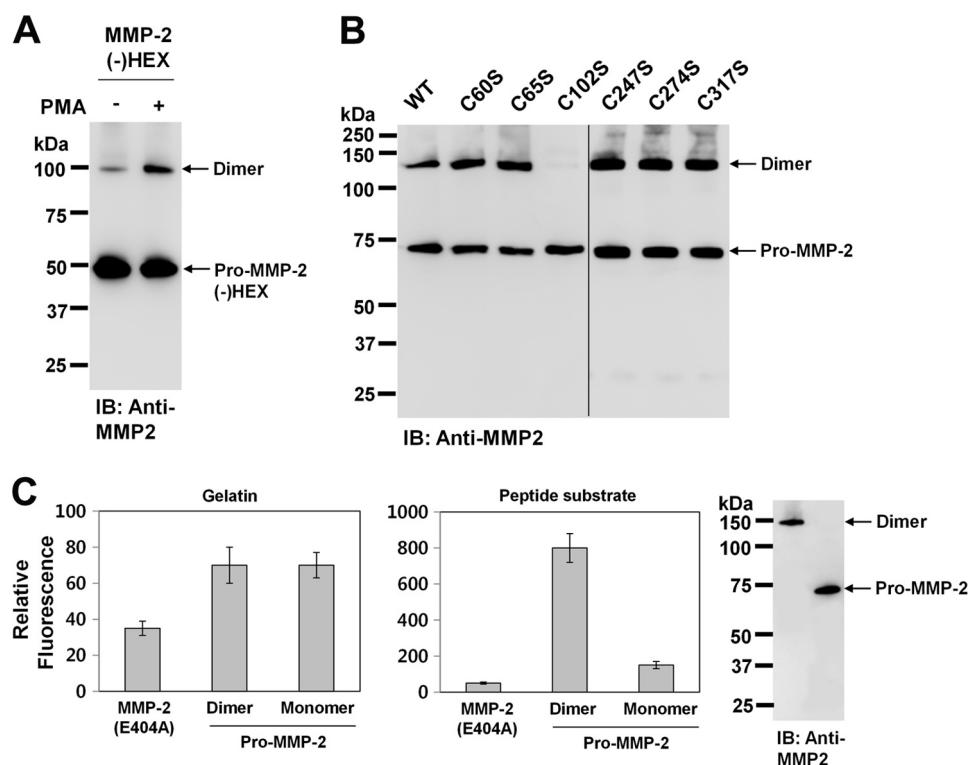 A
MMP-2
(-)HEX
PMA - +
kDa
100
75
50
37
25
Dimer
Pro-MMP-2
(-)HEX
IB: Anti-
MMP2
B
WT C60S C65S C102S C247S C274S C317S
kDa
250
150
100
75
50
37
25
Dimer
Pro-MMP-2
IB: Anti-MMP2
C
Gelatin
Relative
Fluorescence
100
80
60
40
20
0
MMP-2
(E404A)
Dimer Monomer
Pro-MMP-2
Peptide substrate
1000
800
600
400
200
0
MMP-2
(E404A)
Dimer Monomer
Pro-MMP-2
kDa
150
100
75
50
37
25
Dimer
Pro-MMP-2
IB: Anti-
MMP2